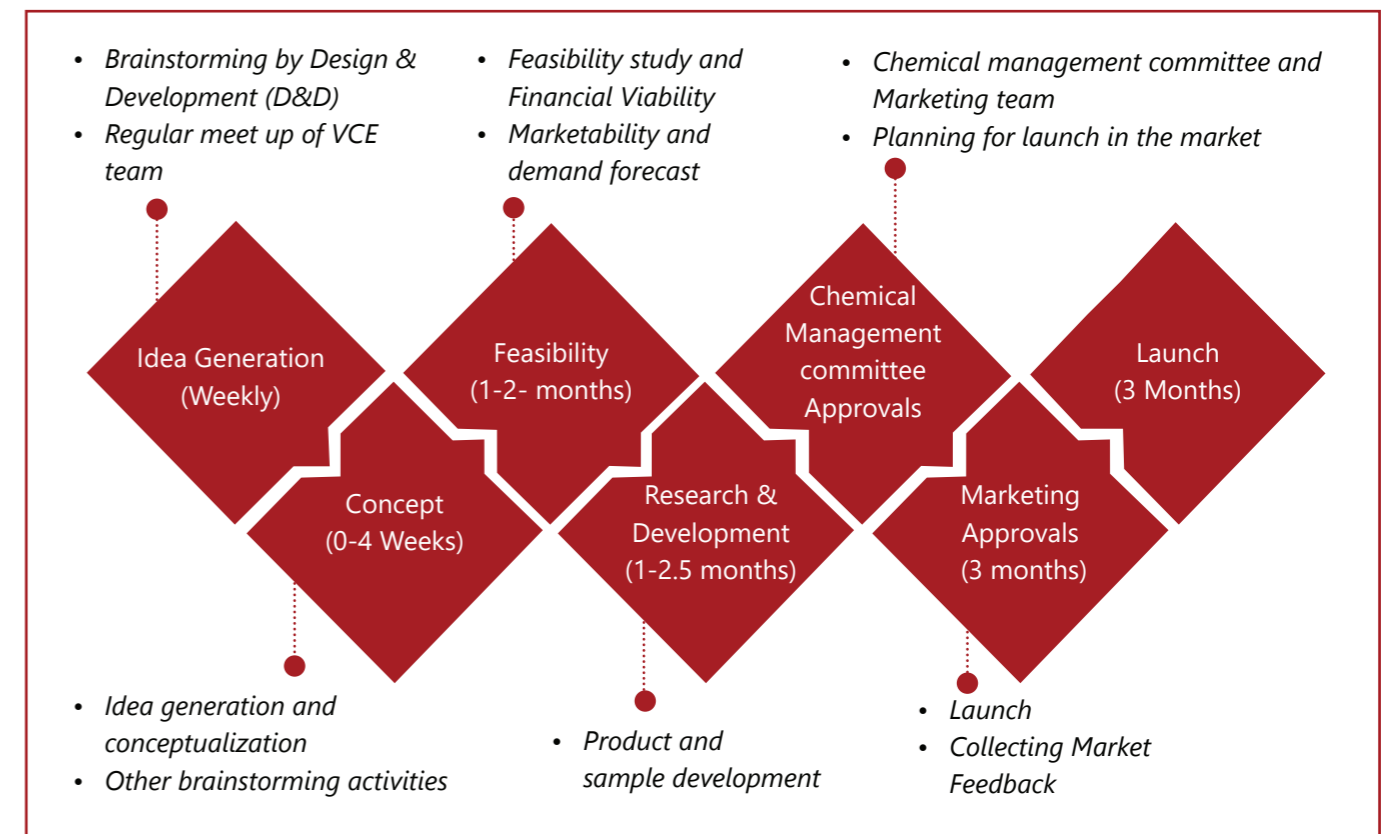 • Brainstorming by Design &
Development (D&D)
• Regular meet up of VCE
team
• Feasibility study and
Financial Viability
• Marketability and
demand forecast
• Chemical management committee and
Marketing team
• Planning for launch in the market
Idea Generation
(Weekly)
Concept
(0-4 Weeks)
Feasibility
(1-2- months)
Research &
Development
(1-2.5 months)
Chemical
Management
committee
Approvals
Marketing
Approvals
(3 months)
Launch
(3 Months)
• Idea generation and
conceptualization
• Other brainstorming activities
• Product and
sample development
• Launch
• Collecting Market
Feedback